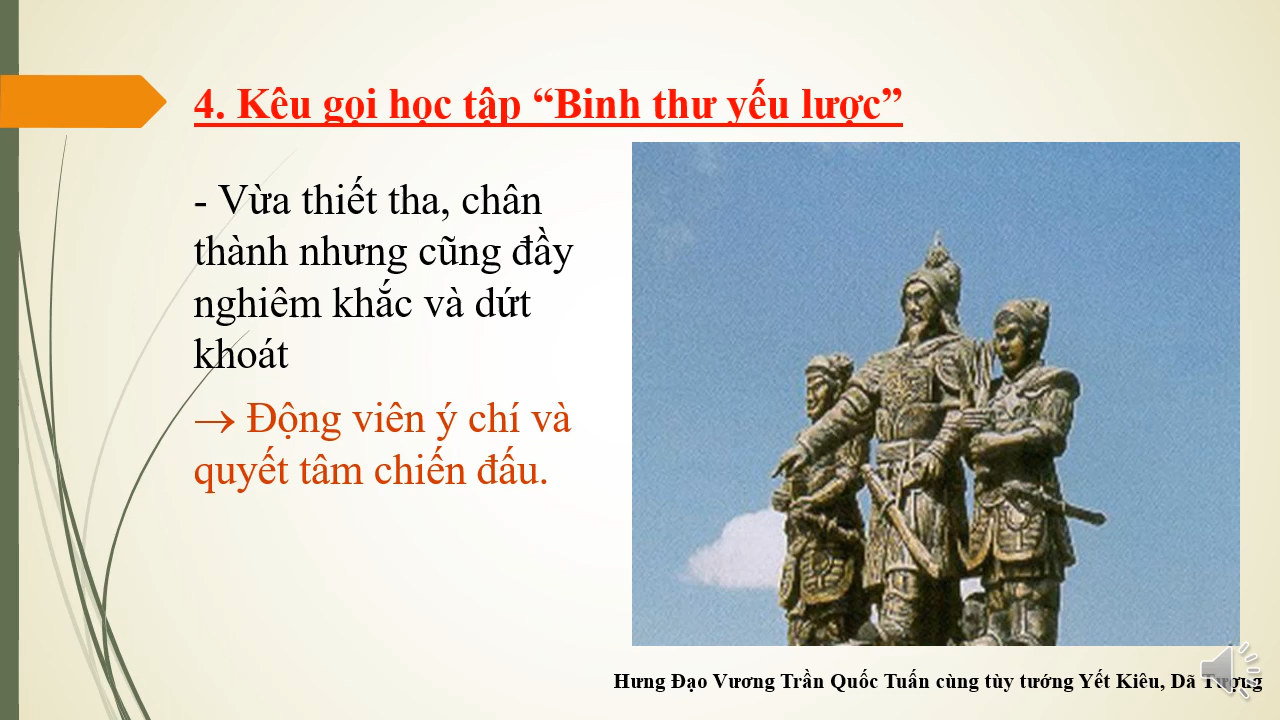 4. Kêu gọi học tập “Binh thư yếu lược”
- Vừa thiết tha, chân
thành nhưng cũng đầy
nghiêm khắc và dứt
khoát
→ Động viên ý chí và
quyết tâm chiến đấu.
Hưng Đạo Vương Trần Quốc Tuấn cùng tùy tướng Yết Kiêu, Dã Tượng